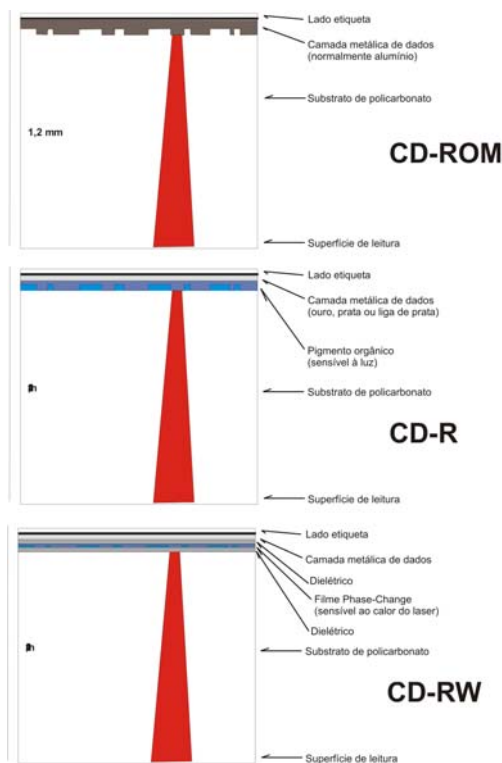 Lado etiqueta
Camada metálica de dados
(normalmente alumínio)
Substrato de policarbonato
1,2 mm
CD-ROM
Superfície de leitura
Lado etiqueta
Camada metálica de dados
(ouro, prata ou liga de prata)
Pigmento orgânico
(sensível à luz)
Substrato de policarbonato
CD-R
Superfície de leitura
Lado etiqueta
Camada metálica de dados
Dielétrico
Filme Phase-Change
(sensível ao calor do laser)
Dielétrico
Substrato de policarbonato
CD-RW
Superfície de leitura